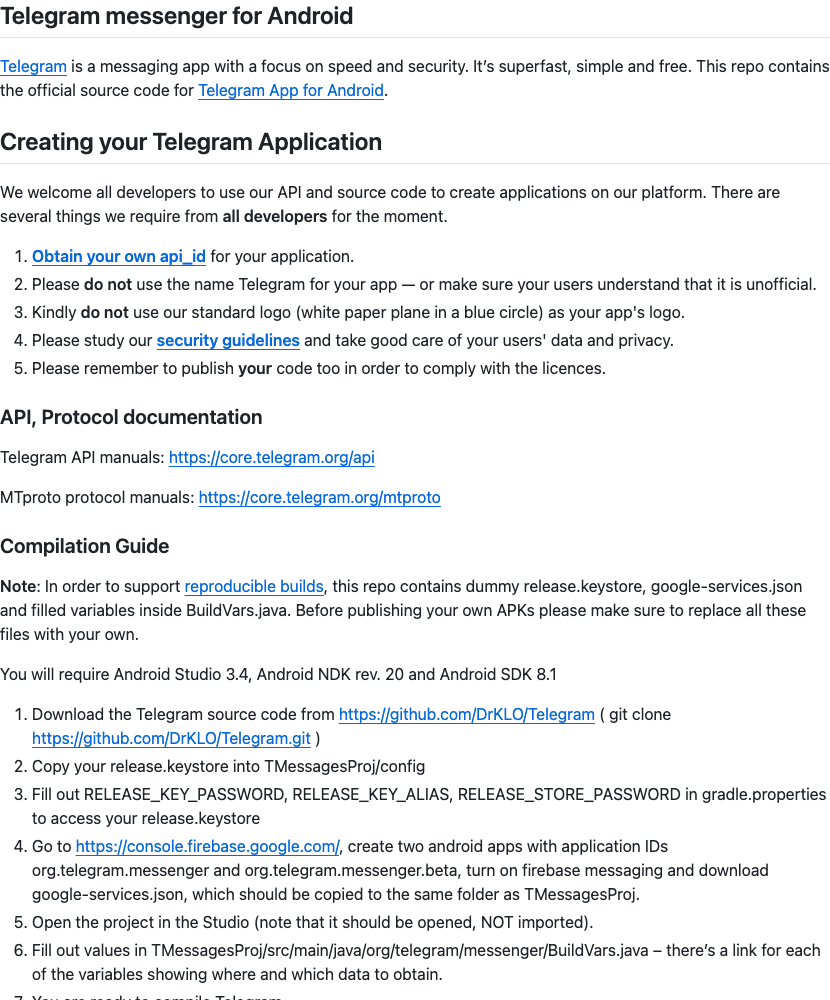 Telegram messenger for Android
Telegram is a messaging app with a focus on speed and security. It’s superfast, simple and free. This repo contains
the official source code for Telegram App for Android.
Creating your Telegram Application
We welcome all developers to use our API and source code to create applications on our platform. There are
several things we require from all developers for the moment.
1. Obtain your own api_id for your application.
2. Please do not use the name Telegram for your app — or make sure your users understand that it is unofficial.
3. Kindly do not use our standard logo (white paper plane in a blue circle) as your app's logo.
4. Please study our security guidelines and take good care of your users' data and privacy.
5. Please remember to publish your code too in order to comply with the licences.
API, Protocol documentation
Telegram API manuals: https://core.telegram.org/api
MTproto protocol manuals: https://core.telegram.org/mtproto
Compilation Guide
Note: In order to support reproducible builds, this repo contains dummy release.keystore, google-services.json
and filled variables inside BuildVars.java. Before publishing your own APKs please make sure to replace all these
files with your own.
You will require Android Studio 3.4, Android NDK rev. 20 and Android SDK 8.1
1. Download the Telegram source code from https://github.com/DrKLO/Telegram ( git clone
https://github.com/DrKLO/Telegram.git )
2. Copy your release.keystore into TMessagesProj/config
3. Fill out RELEASE_KEY_PASSWORD, RELEASE_KEY_ALIAS, RELEASE_STORE_PASSWORD in gradle.properties
to access your release.keystore
4. Go to https://console.firebase.google.com/, create two android apps with application IDs
org.telegram.messenger and org.telegram.messenger.beta, turn on firebase messaging and download
google-services.json, which should be copied to the same folder as TMessagesProj.
5. Open the project in the Studio (note that it should be opened, NOT imported).
6. Fill out values in TMessagesProj/src/main/java/org/telegram/messenger/BuildVars.java – there’s a link for each
of the variables showing where and which data to obtain.
7. You are ready to compile Telegram